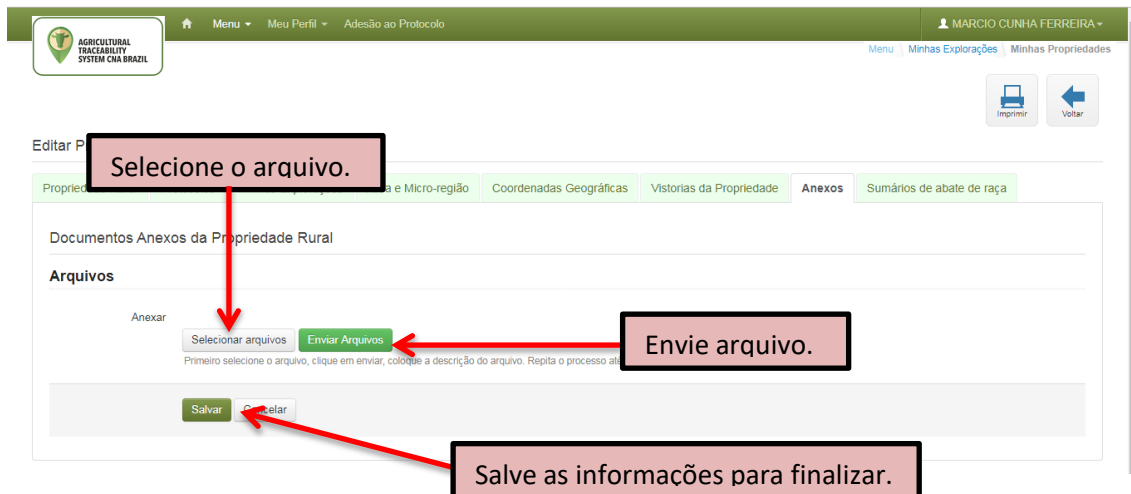 AGRICULTURAL
TRACEABILITY
SYSTEM CNA BRAZIL
Menu Meu Perfil Adesão ao Protocolo MARCIO CUNHA FERREIRA
Menu Minhas Explorações Minhas Propriedades
Imprimir Voltar
Editar
Selecione o arquivo.
e Micro-região Coordenadas Geográficas Vistorias da Propriedade Anexos Sumários de abate de raça
Documentos Anexos da Propriedade Rural
Arquivos
Anexar
Selecionar arquivos Enviar Arquivos
Envie arquivo.
Primeiro selecione o arquivo, clique em enviar, coloque a descrição do arquivo. Repita o processo até
Salvar Cancelar
Salve as informações para finalizar.